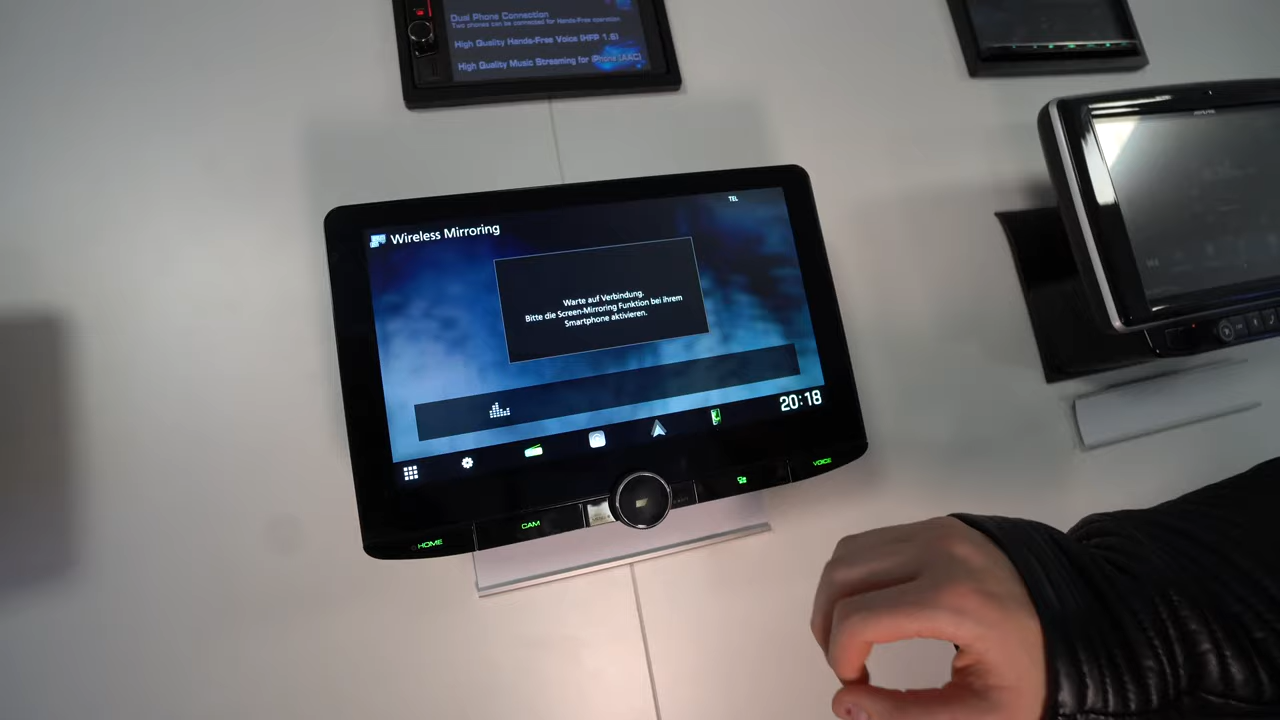 Dual Phone Connection
Two phones can be connected for Hands-Free operation
High Quality Hands-Free Voice (HFP 1.6)
High Quality Music Streaming for iPhone (AAC)
TEL
Wireless Mirroring
Warte auf Verbindung.
Bitte die Screen-Mirroring Funktion bei ihrem
Smartphone aktivieren.
20:18
HOME
CAM
VOICE